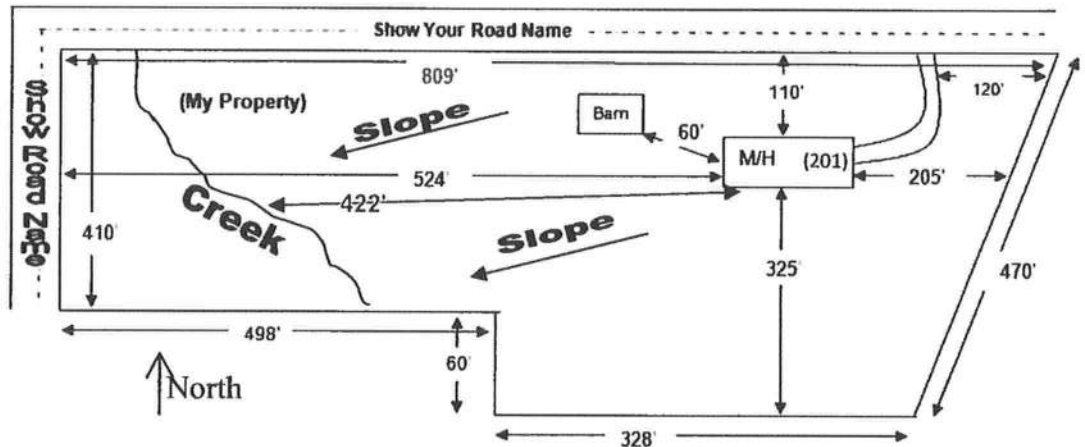 Show Your Road Name
809'
(My Property)
Slope
Barn
60'
110'
120'
M/H (201)
Show Road Name
524'
205'
422'
Creek
410'
Slope
325'
470'
498'
60'
North
328'